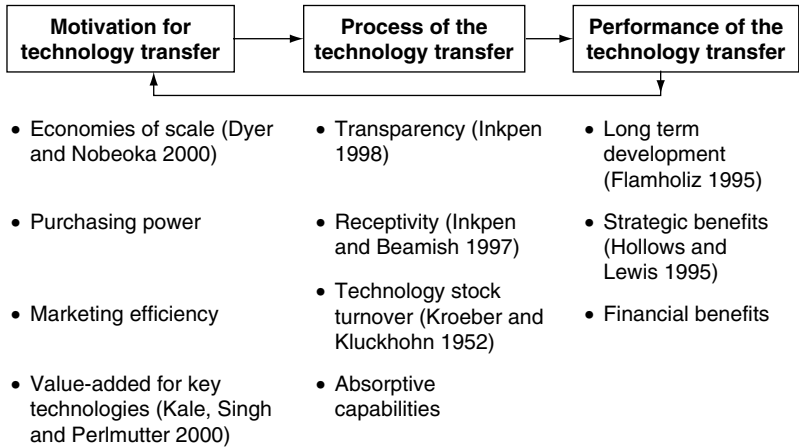 Motivation for
technology transfer
Process of the
technology transfer
Performance of the
technology transfer
• Economies of scale (Dyer
and Nobeoka 2000)
• Purchasing power
• Marketing efficiency
• Value-added for key
technologies (Kale, Singh
and Perlmutter 2000)
• Transparency (Inkpen
1998)
• Receptivity (Inkpen
and Beamish 1997)
• Technology stock
turnover (Kroeber and
Kluckhohn 1952)
• Absorptive
capabilities
• Long term
development
(Flamholiz 1995)
• Strategic benefits
(Hollows and
Lewis 1995)
• Financial benefits